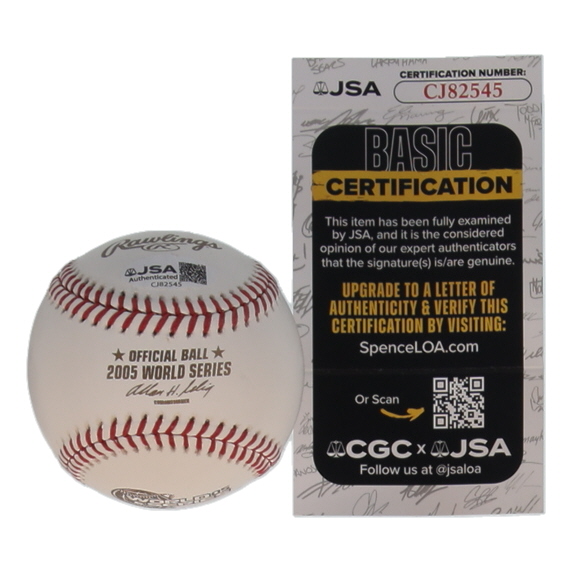 Rawlings
JSA
Authenticated
CJ82545
OFFICIAL BALL
2005 WORLD SERIES
Allan H. Selig
JSA
CERTIFICATION NUMBER:
CJ82545
BASIC
CERTIFICATION
This item has been fully examined
by JSA, and it is the considered
opinion of our expert authenticators
that the signature(s) is/are genuine.
UPGRADE TO A LETTER OF
AUTHENTICITY & VERIFY THIS
CERTIFICATION BY VISITING:
SpenceLOA.com
Or Scan
CGC x JSA
Follow us at @jsaloa